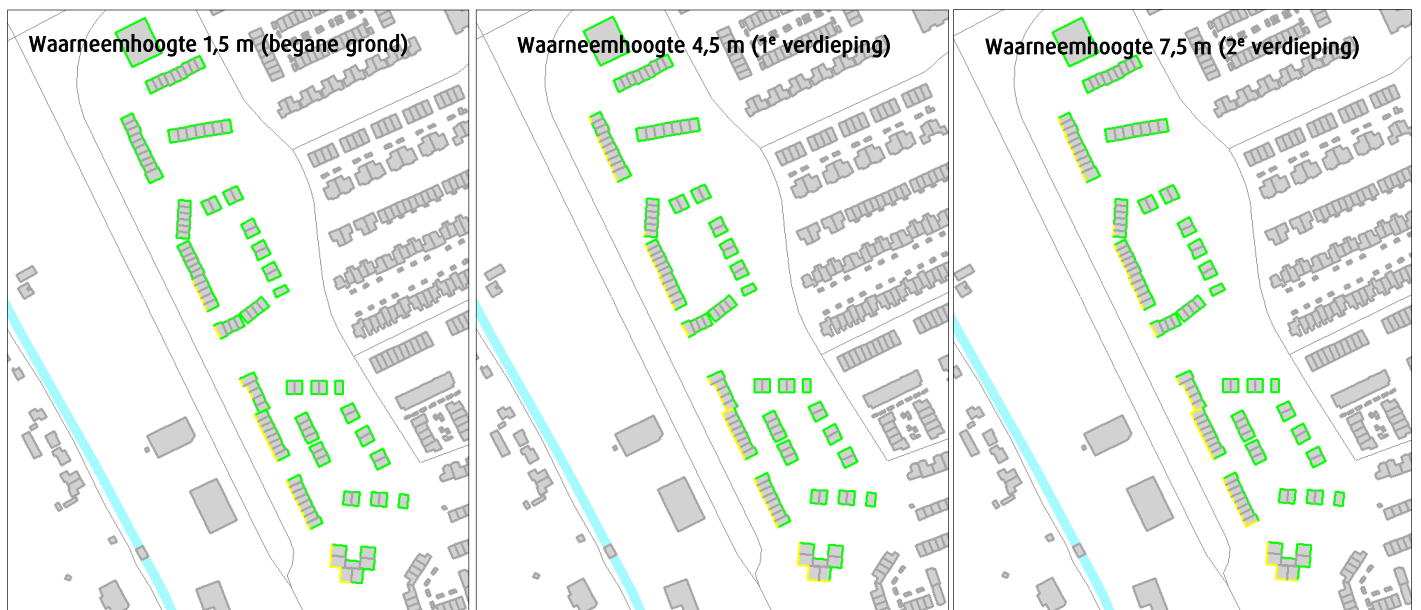 Waarneemhoogte 1,5 m (begane grond)
Waarneemhoogte 4,5 m (1e verdieping)
Waarneemhoogte 7,5 m (2e verdieping)